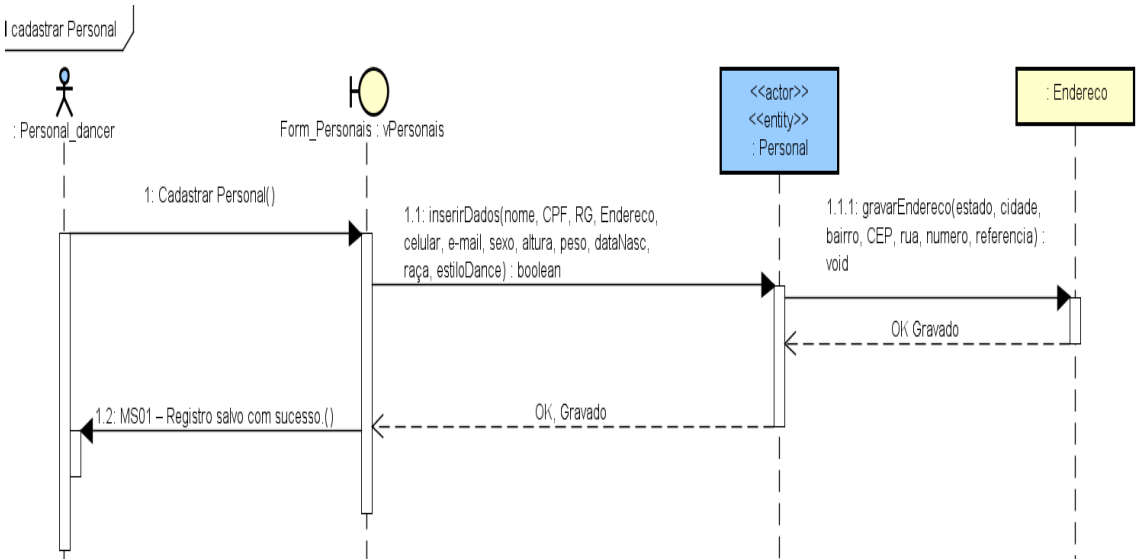 cadastrar Personal
: Personal_dancer
Form_Personais : vPersonais
<<actor>>
<<entity>>
: Personal
: Endereco
1: Cadastrar Personal()
1.1: inserirDados(nome, CPF, RG, Endereco,
celular, e-mail, sexo, altura, peso, dataNasc,
raça, estiloDance) : boolean
1.1.1: gravarEndereco(estado, cidade,
bairro, CEP, rua, numero, referencia) :
void
OK Gravado
1.2: MS01 – Registro salvo com sucesso.()
OK, Gravado